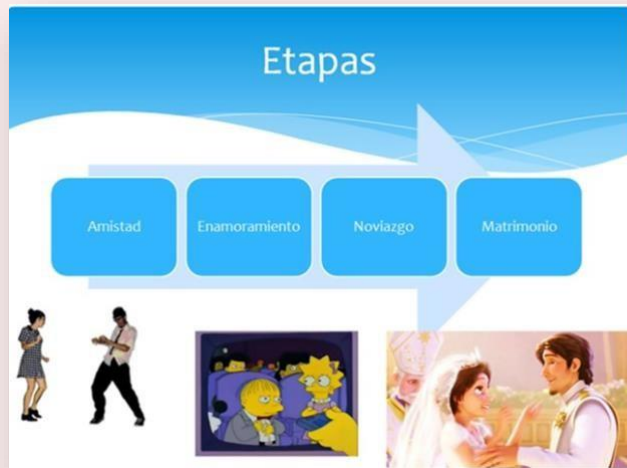 Etapas
Amistad
Enamoramiento
Noviazgo
Matrimonio